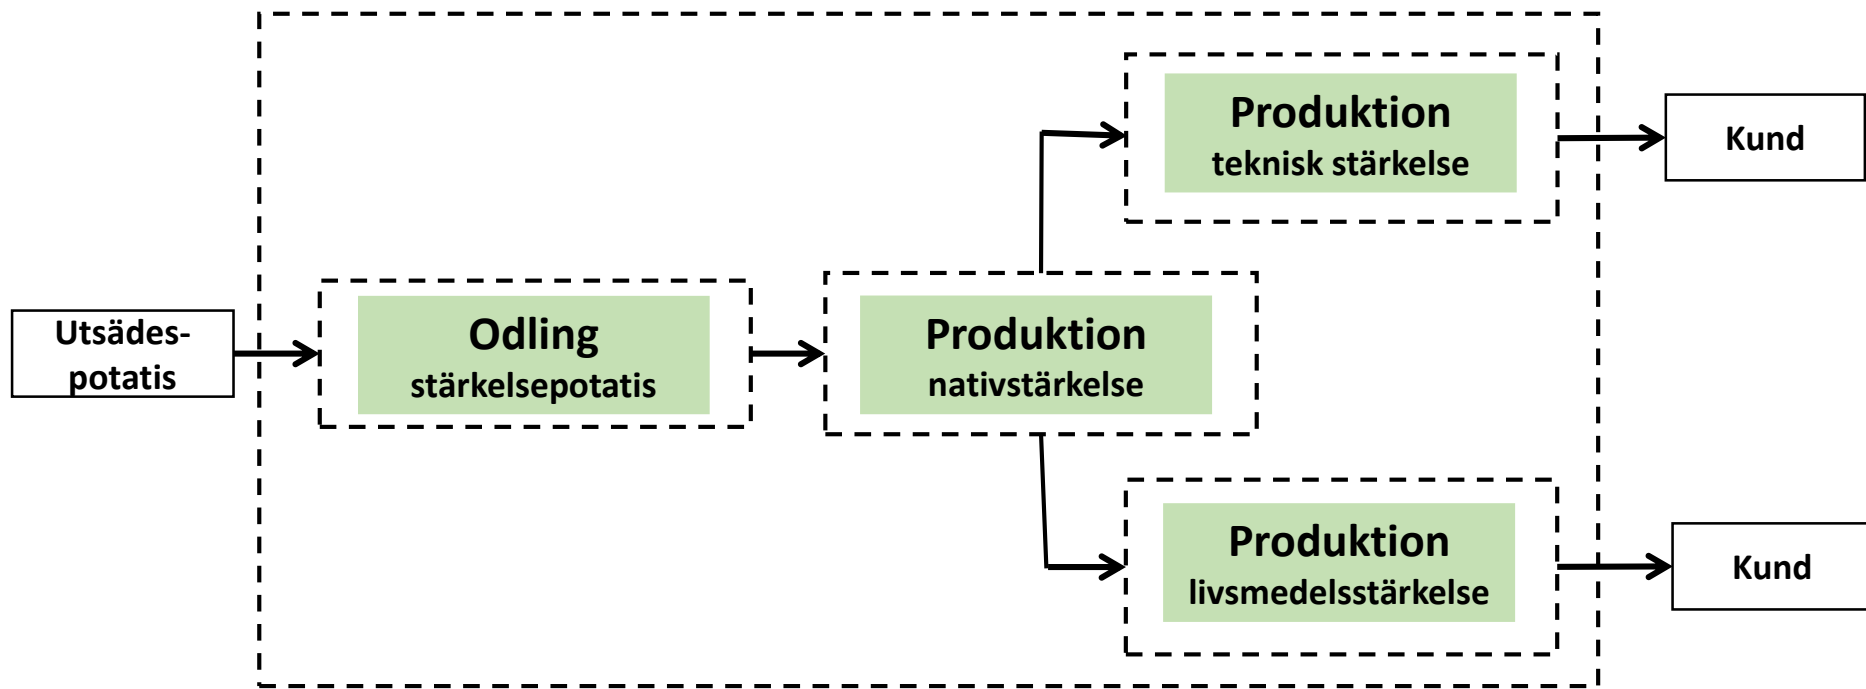 Produktion
teknisk stärkelse
Kund
Utsädes-
potatis
Odling
stärkelsepotatis
Produktion
nativstärkelse
Produktion
livsmedelsstärkelse
Kund